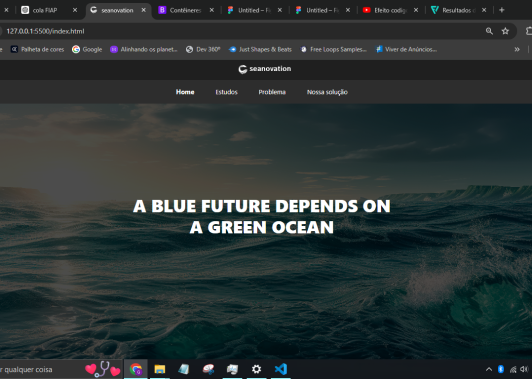 cola FIAP
seanovation
Contêineres
Untitled – F
Untitled – F
Efeito codig
Resultados
127.0.0.1:5500/index.html
Paleta de cores
Google
Alinhando os planet...
Dev 360º
Just Shapes & Beats
Free Loops Samples...
Viver de Anúncios...
seanovation
Home Estudos Problema Nossa solução
A BLUE FUTURE DEPENDS ON
A GREEN OCEAN
r qualquer coisa